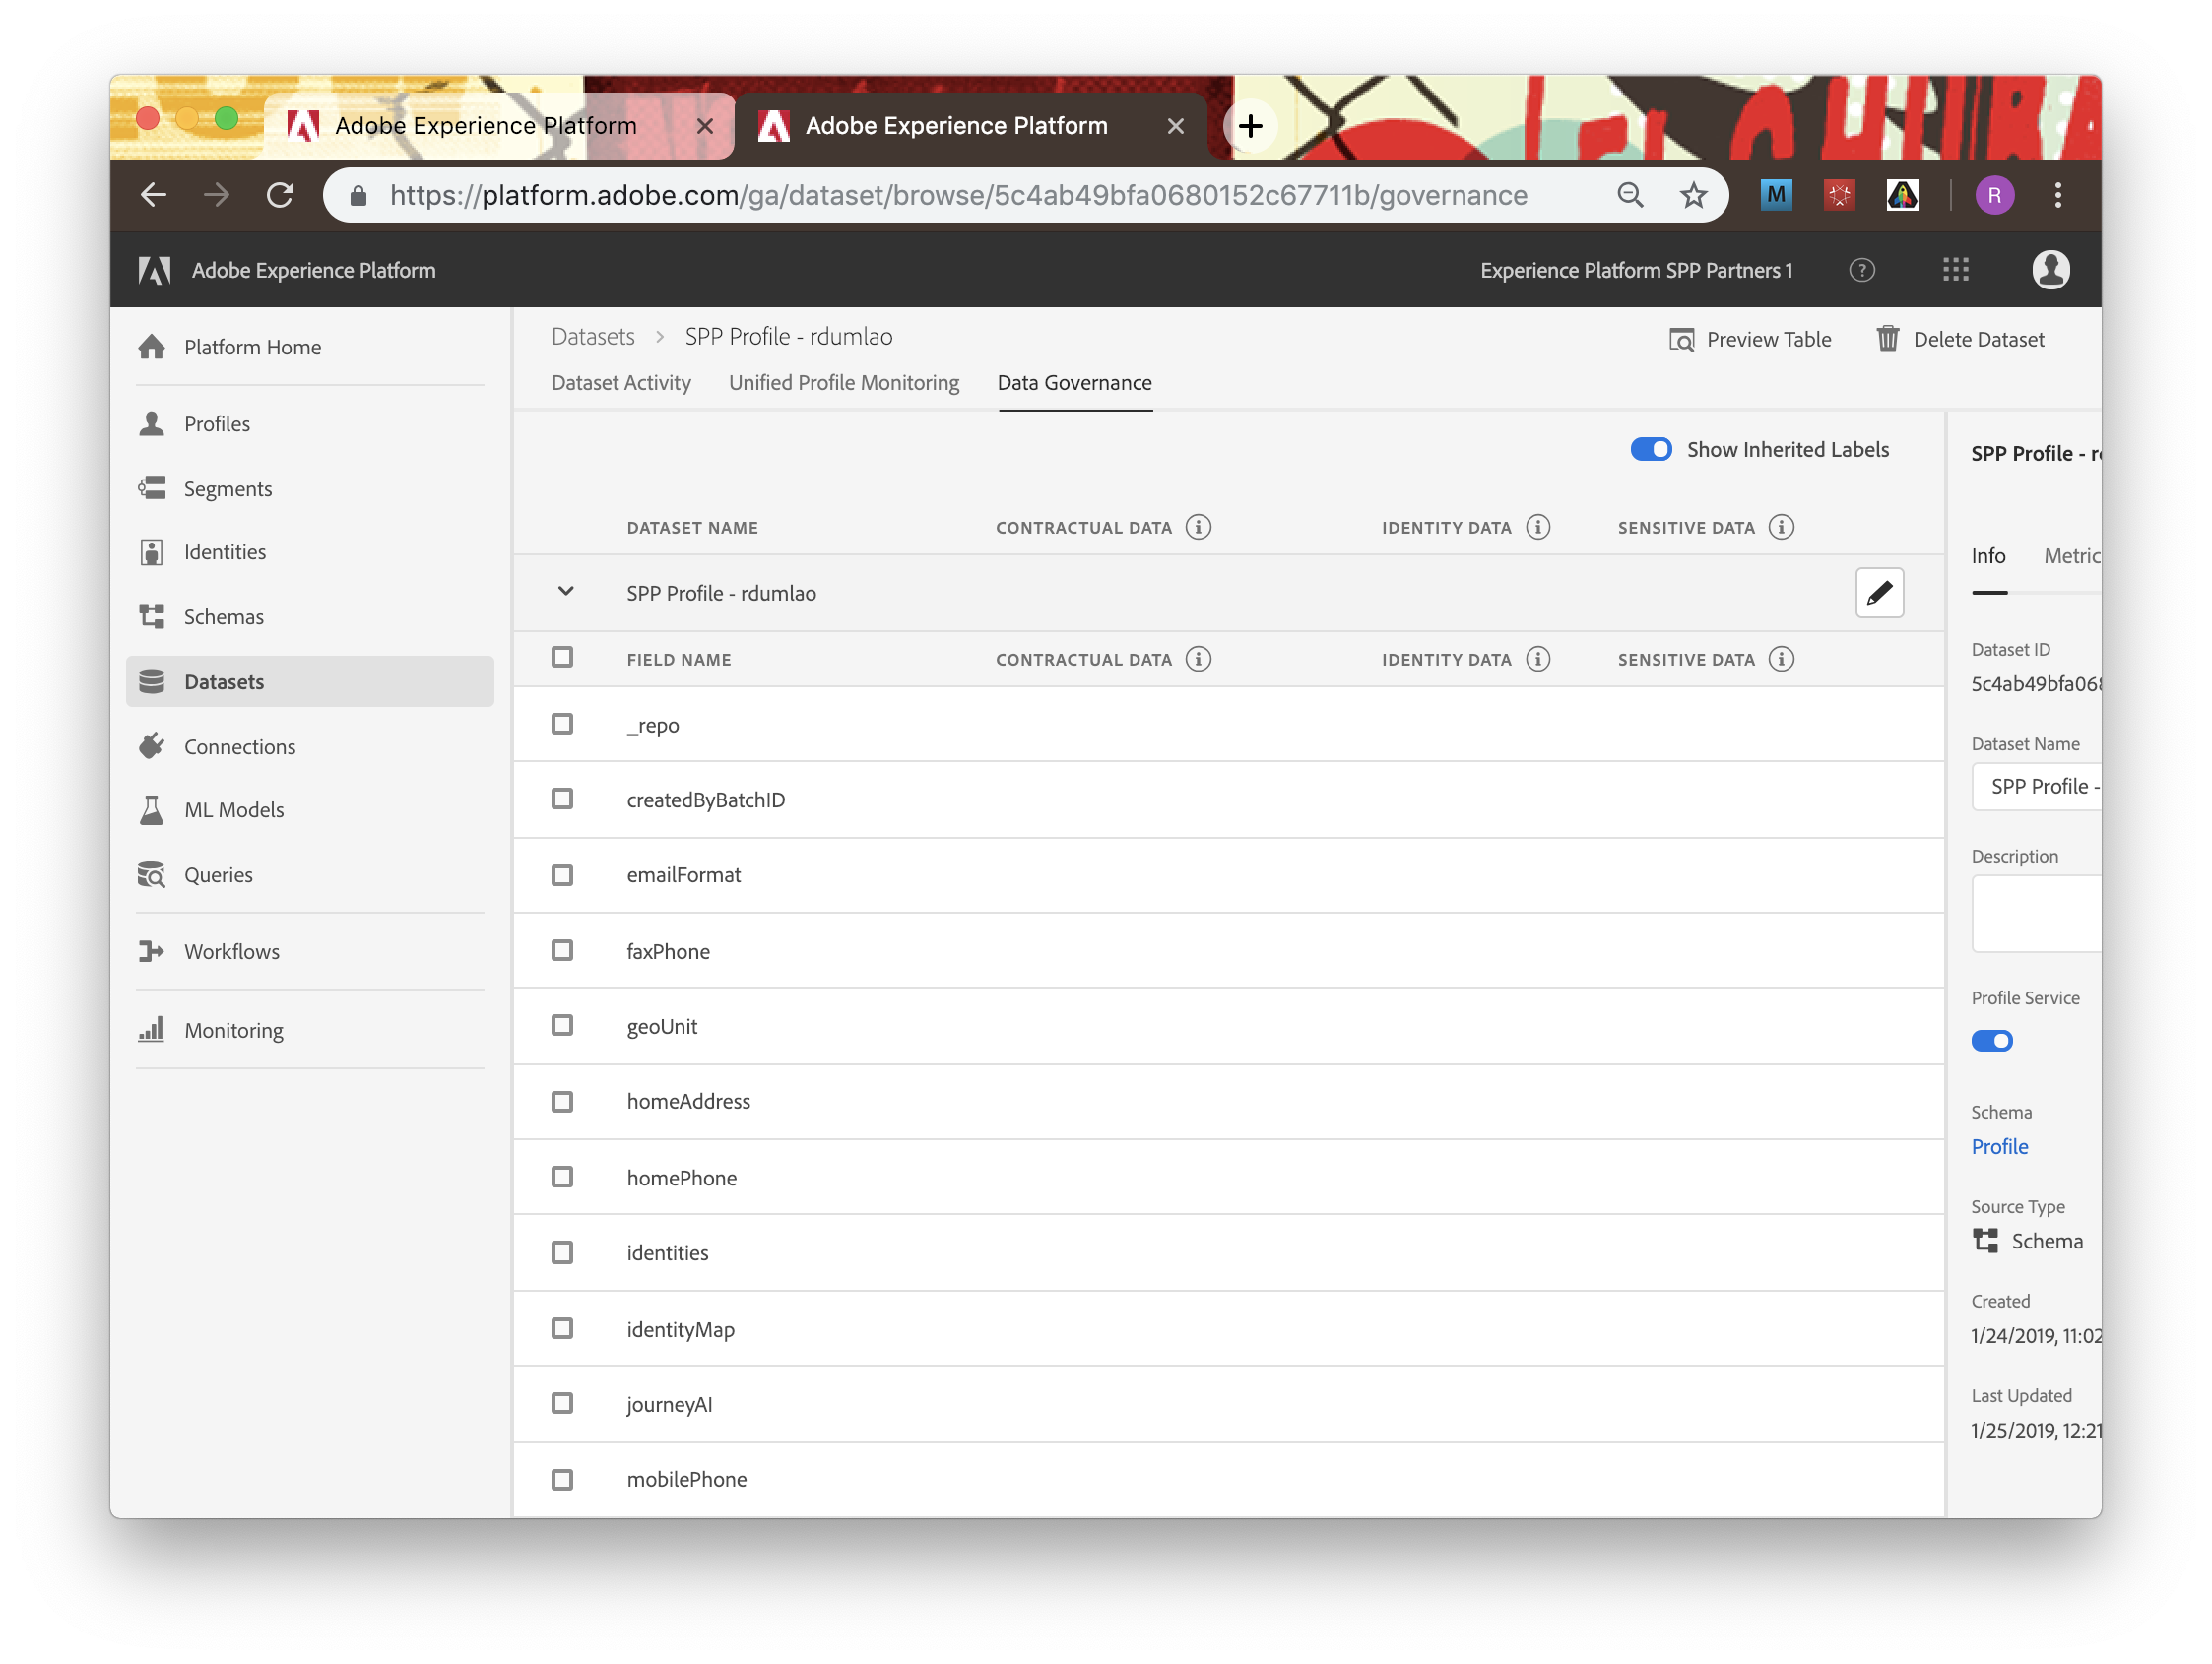 Adobe Experience Platform
Adobe Experience Platform
https://platform.adobe.com/ga/dataset/browse/5c4ab49bfa0680152c67711b/governance
M
R
Adobe Experience Platform
Experience Platform SPP Partners 1
?
Platform Home
Profiles
Segments
Identities
Schemas
Datasets
Connections
ML Models
Queries
Workflows
Monitoring
Datasets > SPP Profile - rdumlao
Preview Table
Delete Dataset
Dataset Activity Unified Profile Monitoring Data Governance
Show Inherited Labels
DATASET NAME CONTRACTUAL DATA IDENTITY DATA SENSITIVE DATA
SPP Profile - rdumlao
FIELD NAME CONTRACTUAL DATA IDENTITY DATA SENSITIVE DATA
_repo
createdByBatchID
emailFormat
faxPhone
geoUnit
homeAddress
homePhone
identities
identityMap
journeyAI
mobilePhone
SPP Profile - r
Info Metric
Dataset ID
5c4ab49bfa06
Dataset Name
SPP Profile -
Description
Profile Service
Schema
Profile
Source Type
Schema
Created
1/24/2019, 11:02
Last Updated
1/25/2019, 12:21